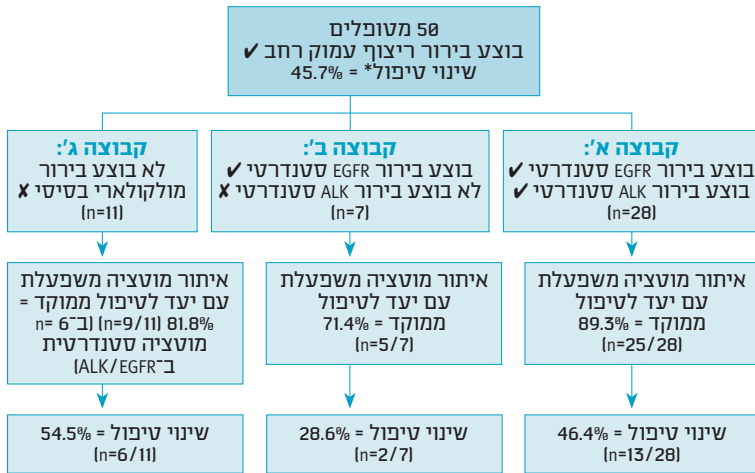 50 מטופלים
בוצע בירור ריצוף עמוק רחב ✔
שינוי טיפול* = 45.7%
קבוצה א':
בוצע בירור EGFR סטנדרטי ✔
בוצע בירור ALK סטנדרטי ✔
(n=28)
קבוצה ב':
בוצע בירור EGFR סטנדרטי ✔
לא בוצע בירור ALK סטנדרטי ✘
(n=7)
קבוצה ג':
לא בוצע בירור
מולקולארי בסיסי ✘
(n=11)
איתור מוטציה משפעלת
עם יעד לטיפול
ממוקד = 89.3%
(n=25/28)
איתור מוטציה משפעלת
עם יעד לטיפול
ממוקד = 71.4%
(n=5/7)
איתור מוטציה משפעלת
עם יעד לטיפול ממוקד =
81.8% (n=9/11) (ב־6 =n
מוטציה סטנדרטית
ב־ALK/EGFR)
שינוי טיפול = 46.4%
(n=13/28)
שינוי טיפול = 28.6%
(n=2/7)
שינוי טיפול = 54.5%
(n=6/11)